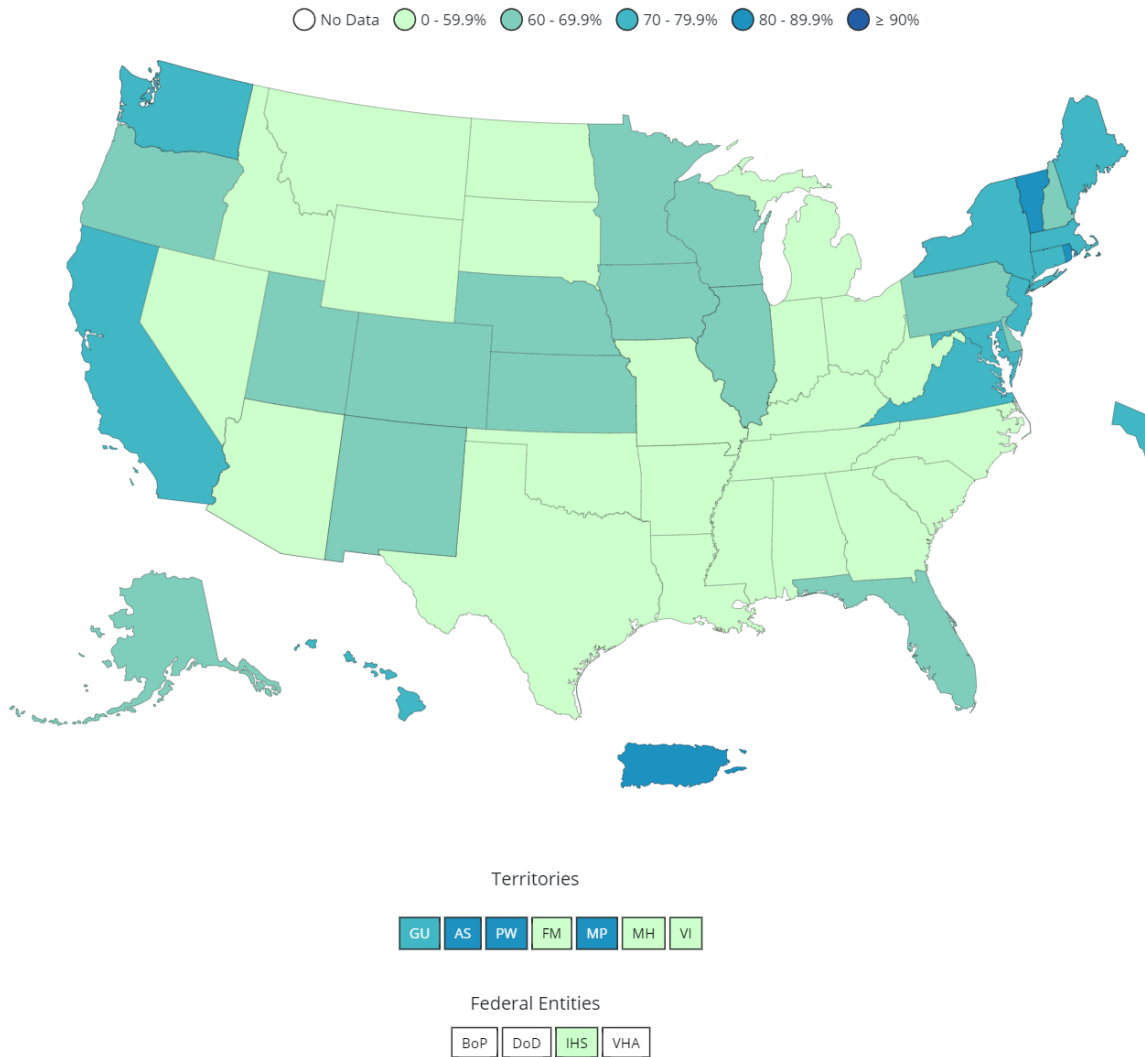 No Data 0 - 59.9% 60 - 69.9% 70 - 79.9% 80 - 89.9% ≥ 90%
Territories
GU AS PW FM MP MH VI
Federal Entities
BoP DoD IHS VHA